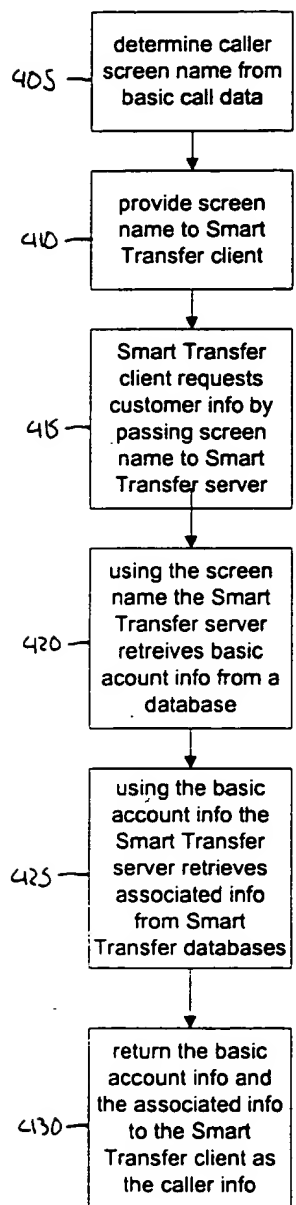 405
determine caller
screen name from
basic call data
410
provide screen
name to Smart
Transfer client
415
Smart Transfer
client requests
customer info by
passing screen
name to Smart
Transfer server
420
using the screen
name the Smart
Transfer server
retreives basic
acount info from a
database
425
using the basic
account info the
Smart Transfer
server retrieves
associated info
from Smart
Transfer databases
430
return the basic
account info and
the associated info
to the Smart
Transfer client as
the caller info